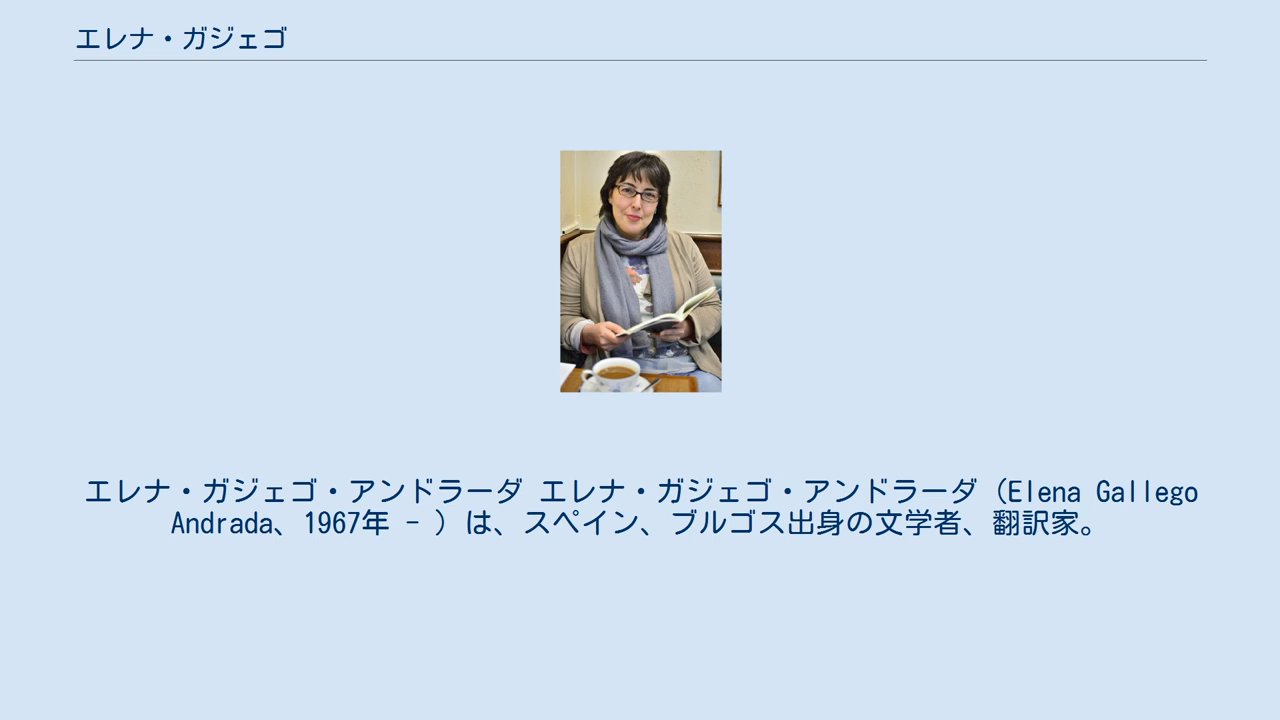 エレナ・ガジェゴ
エレナ・ガジェゴ・アンドラーダ エレナ・ガジェゴ・アンドラーダ（Elena Gallego
Andrada、1967年 - ）は、スペイン、ブルゴス出身の文学者、翻訳家。